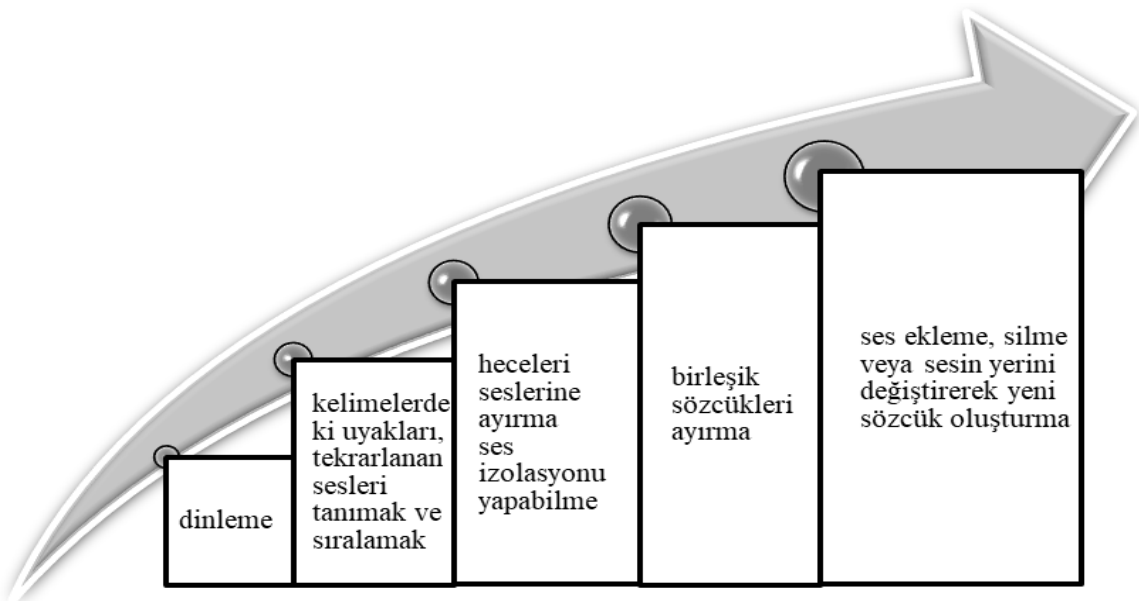 dinleme
kelimelerde
ki uyakları,
tekrarlanan
sesleri
tanımak ve
sıralamak
heceleri
seslerine
ayırma
ses
izolasyonu
yapabilme
birleşik
sözcükleri
ayırma
ses ekleme, silme
veya sesin yerini
değiştirerek yeni
sözcük oluşturma